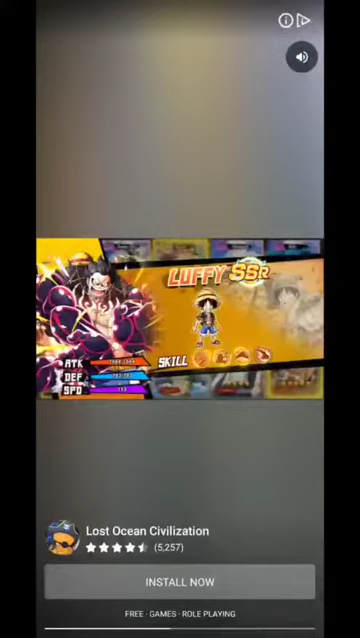 LUFFY SSR
SKILL
ATK
DEF
SPD
Lost Ocean Civilization
(5,257)
INSTALL NOW
FREE · GAMES · ROLE PLAYING